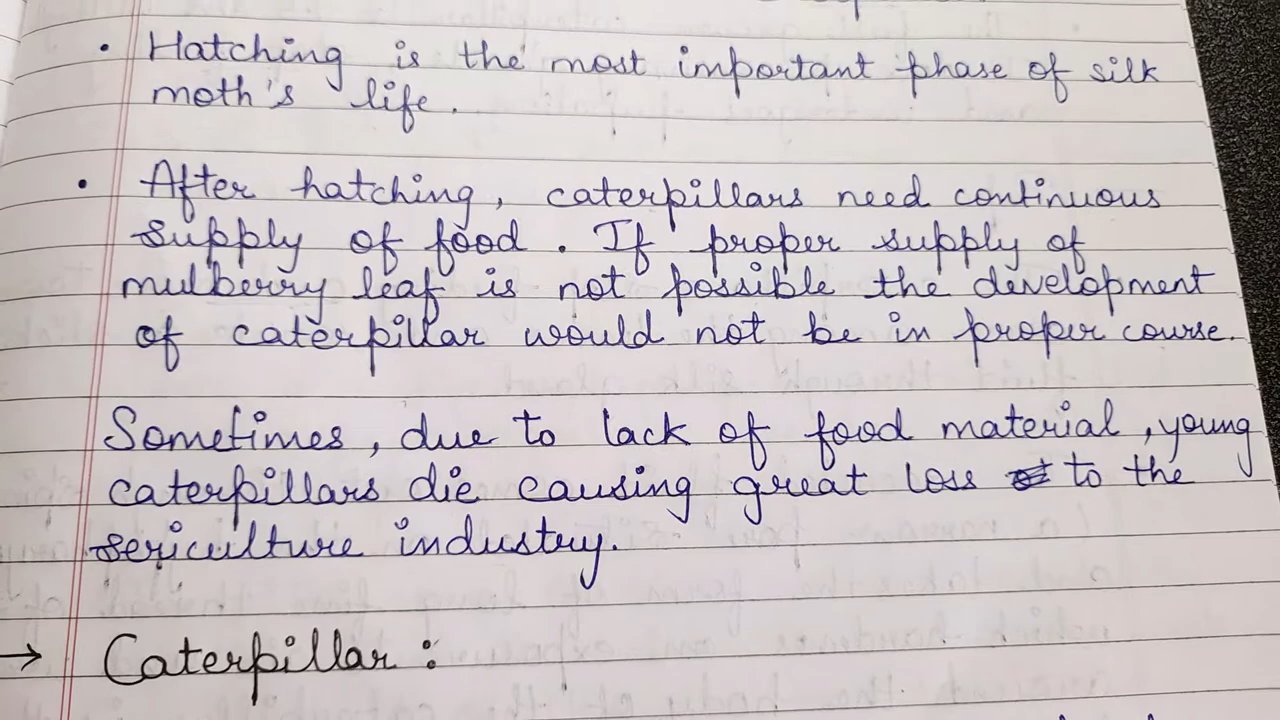 • Hatching is the most important phase of silk
moth's life.
• After hatching, caterpillars need continuous
supply of food. If proper supply of
mulberry leaf is not possible the development
of caterpillar would not be in proper course.
Sometimes, due to lack of food material, young
caterpillars die causing great loss to the
sericulture industry.
→ Caterpillar: